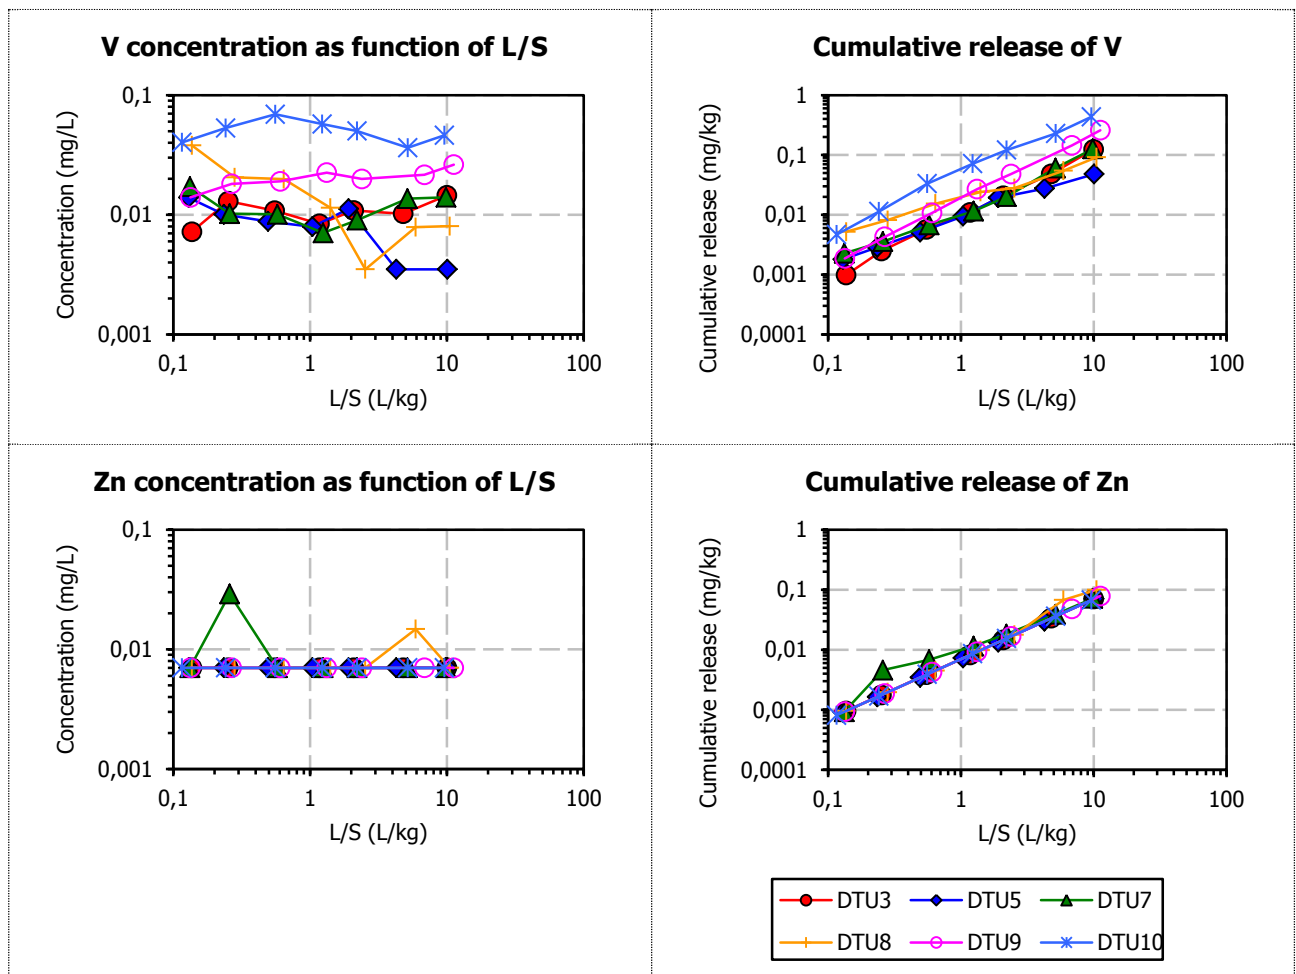 V concentration as function of L/S
Concentration (mg/L)
0,1
0,01
0,001
0,1 1 10 100
L/S (L/kg)
Cumulative release of V
Cumulative release (mg/kg)
1
0,1
0,01
0,001
0,0001
0,1 1 10 100
L/S (L/kg)
Zn concentration as function of L/S
Concentration (mg/L)
0,1
0,01
0,001
0,1 1 10 100
L/S (L/kg)
Cumulative release of Zn
Cumulative release (mg/kg)
1
0,1
0,01
0,001
0,0001
0,1 1 10 100
L/S (L/kg)
DTU3 DTU5 DTU7
DTU8 DTU9 DTU10